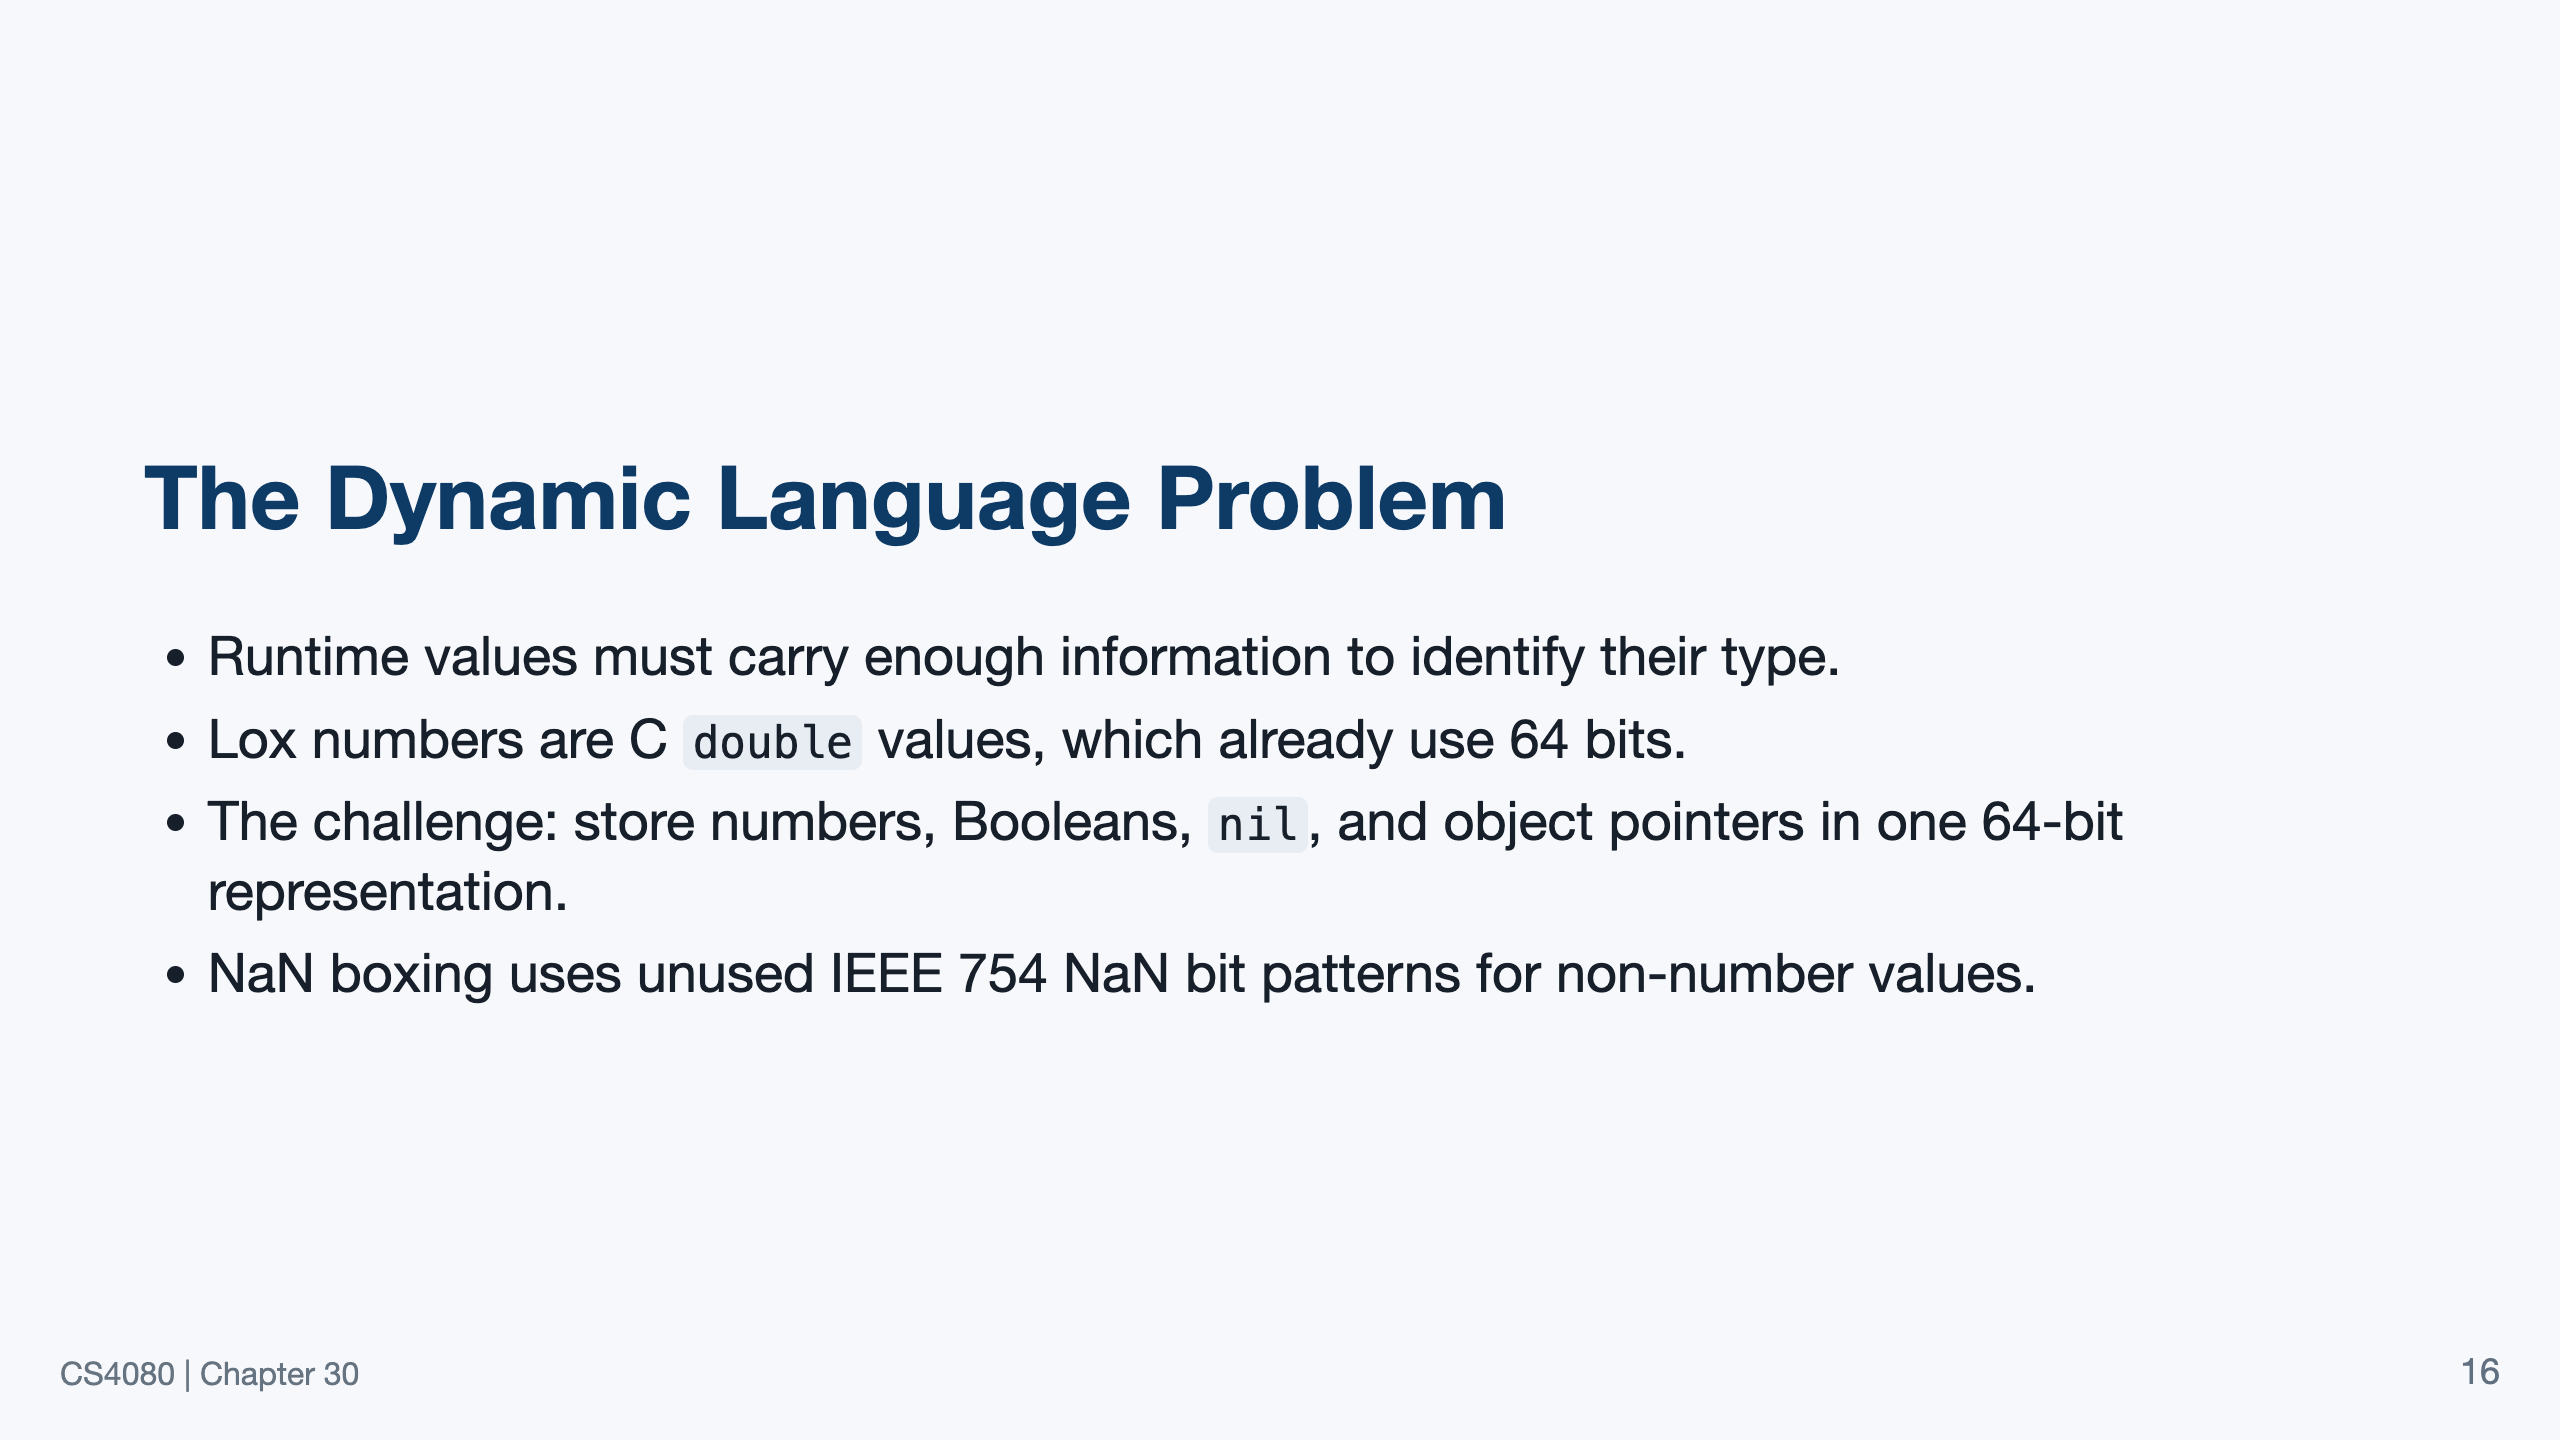 The Dynamic Language Problem
• Runtime values must carry enough information to identify their type.
• Lox numbers are C double values, which already use 64 bits.
• The challenge: store numbers, Booleans, nil, and object pointers in one 64-bit
representation.
• NaN boxing uses unused IEEE 754 NaN bit patterns for non-number values.
CS4080 | Chapter 30
16